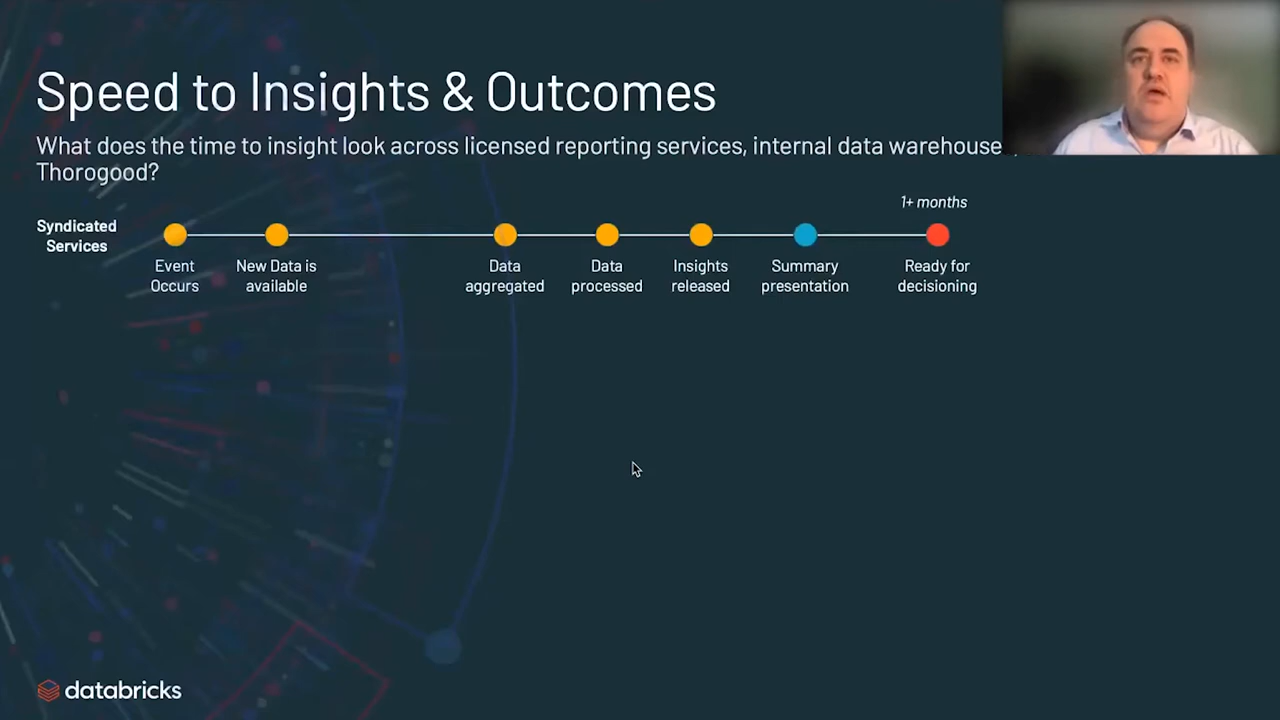 Speed to Insights & Outcomes
What does the time to insight look across licensed reporting services, internal data warehouse
Thorogood?
1+ months
Syndicated
Services
Event
Occurs
New Data is
available
Data
aggregated
Data
processed
Insights
released
Summary
presentation
Ready for
decisioning
databricks